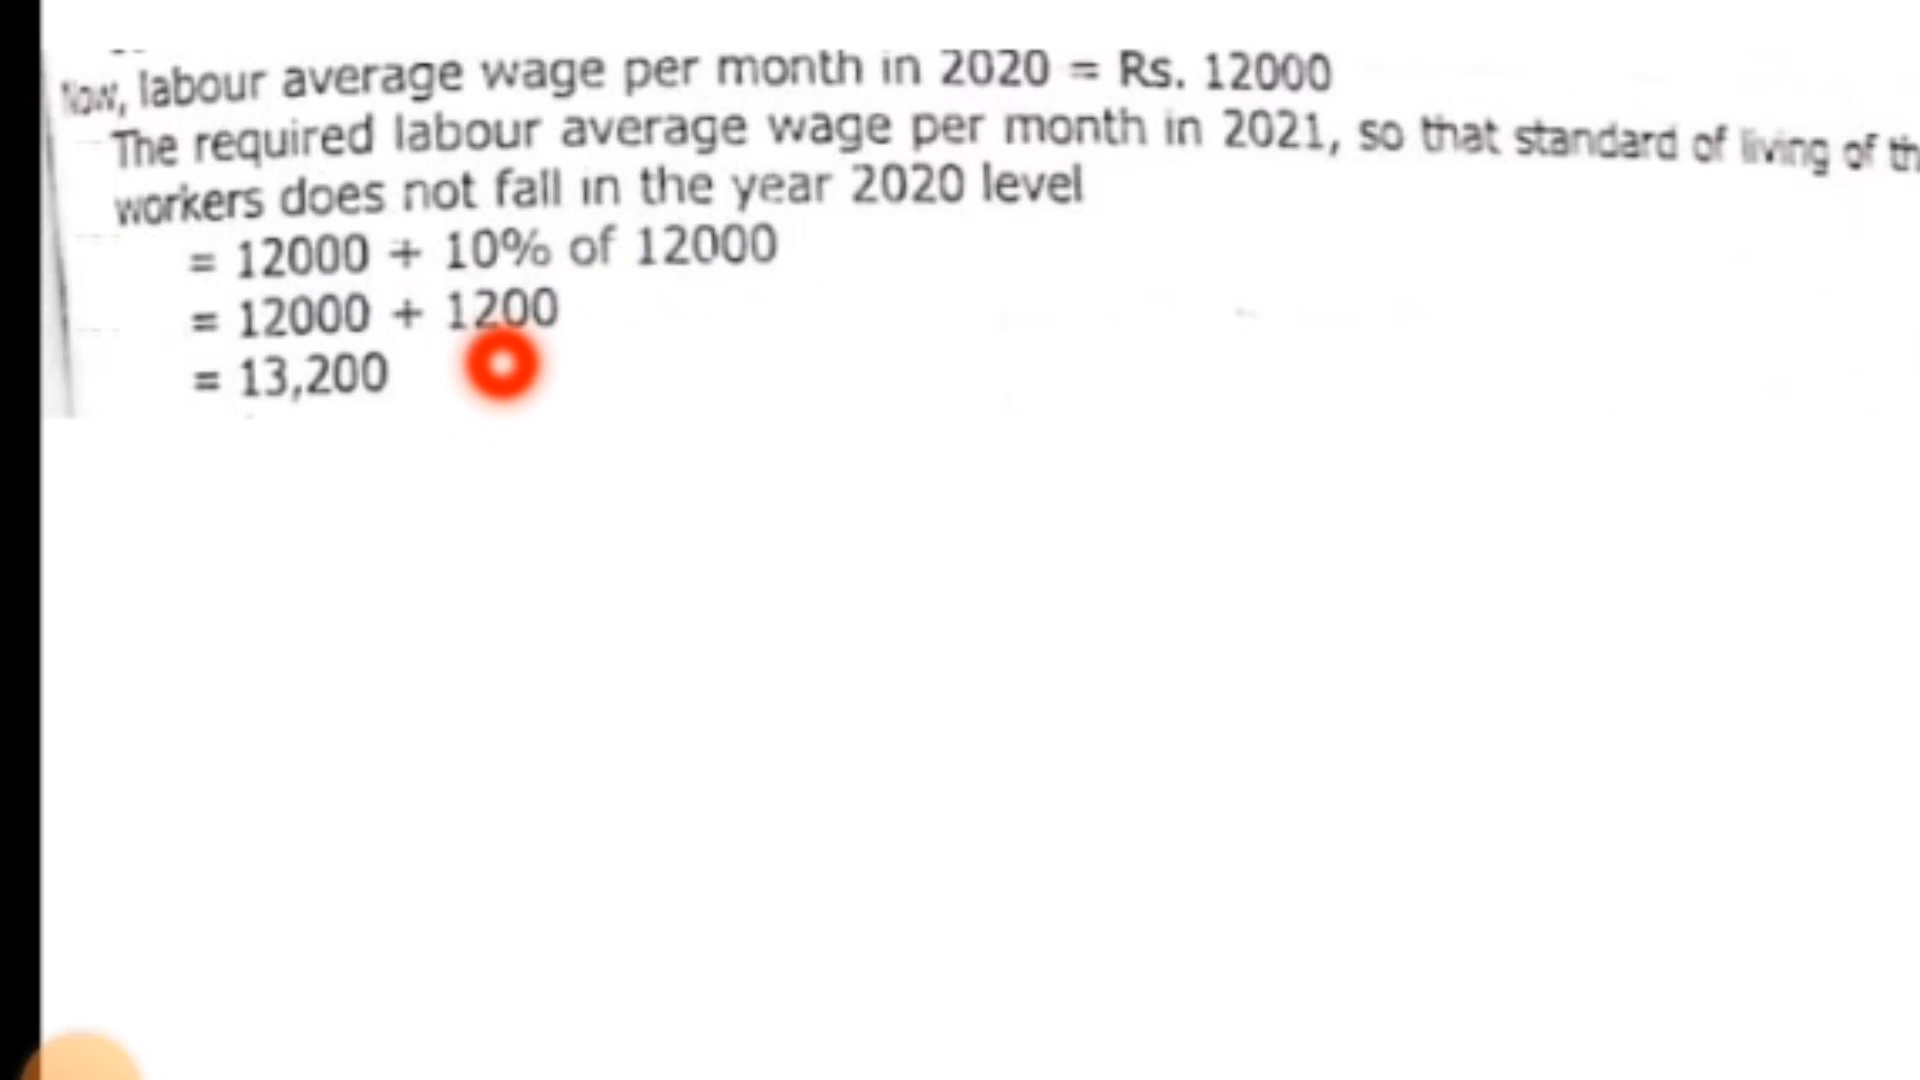 Now, labour average wage per month in 2020 = Rs. 12000
The required labour average wage per month in 2021, so that standard of living of th
workers does not fall in the year 2020 level
= 12000 + 10% of 12000
= 12000 + 1200
= 13,200